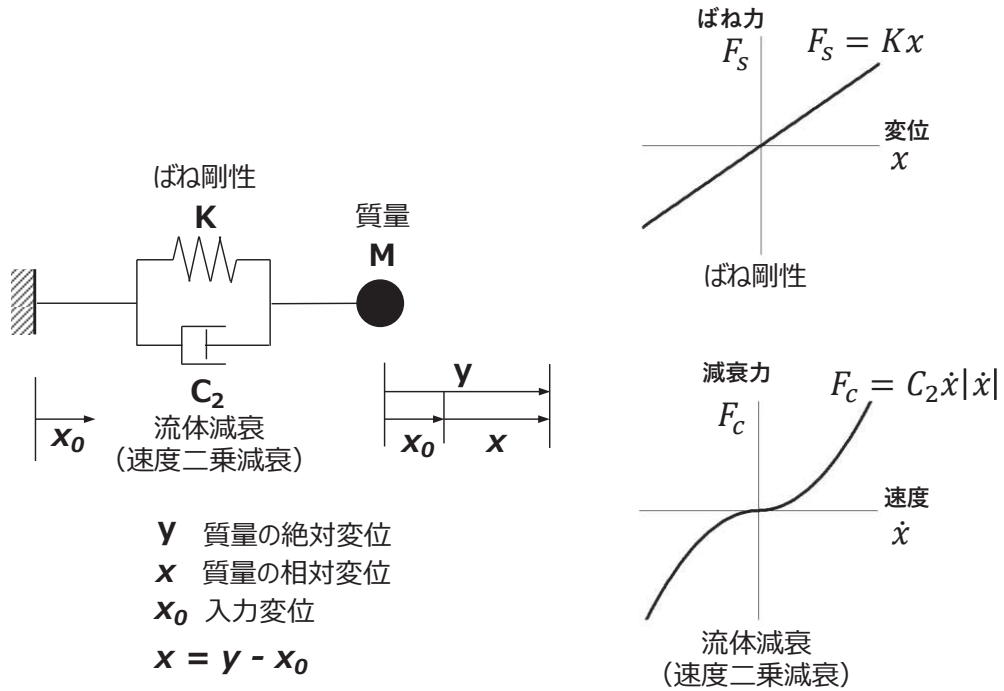 ばね剛性
K
質量
M
C₂
流体減衰
（速度二乗減衰）
x₀
y
x₀
x
y 質量の絶対変位
x 質量の相対変位
x₀ 入力変位
x = y - x₀
ばね力
Fₛ
Fₛ = Kx
変位
x
ばね剛性
減衰力
F_c
F_c = C₂ẋ|ẋ|
速度
ẋ
流体減衰
（速度二乗減衰）